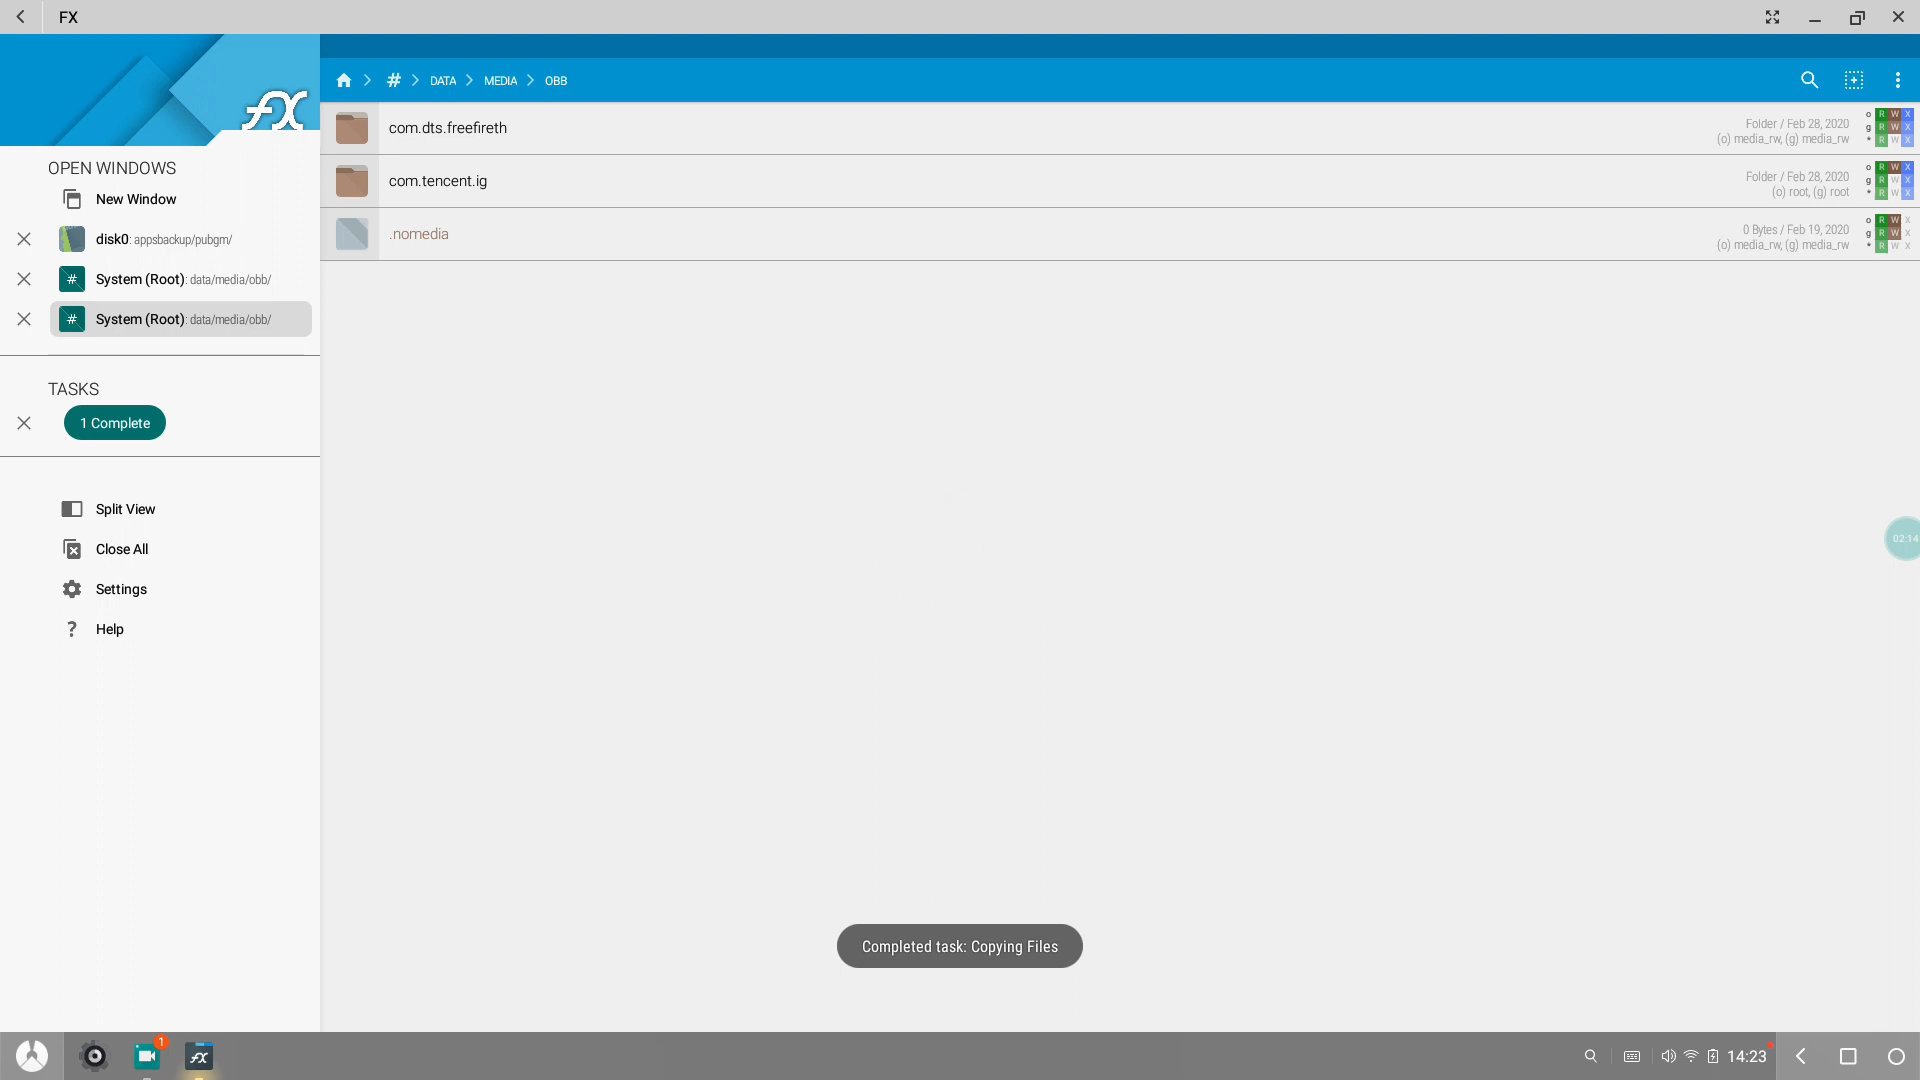 FX
FX
OPEN WINDOWS
New Window
disk0: appsbackup/pubgm/
System (Root): data/media/obb/
System (Root): data/media/obb/
TASKS
1 Complete
Split View
Close All
Settings
? Help
# DATA MEDIA OBB
com.dts.freefireth
Folder / Feb 28, 2020
(o) media_rw, (g) media_rw
o R W X
g R W X
* R W X
com.tencent.ig
Folder / Feb 28, 2020
(o) root, (g) root
o R W X
g R W X
* R W X
.nomedia
0 Bytes / Feb 19, 2020
(o) media_rw, (g) media_rw
o R W X
g R W X
* R W X
02:14
Completed task: Copying Files
1
FX
14:23